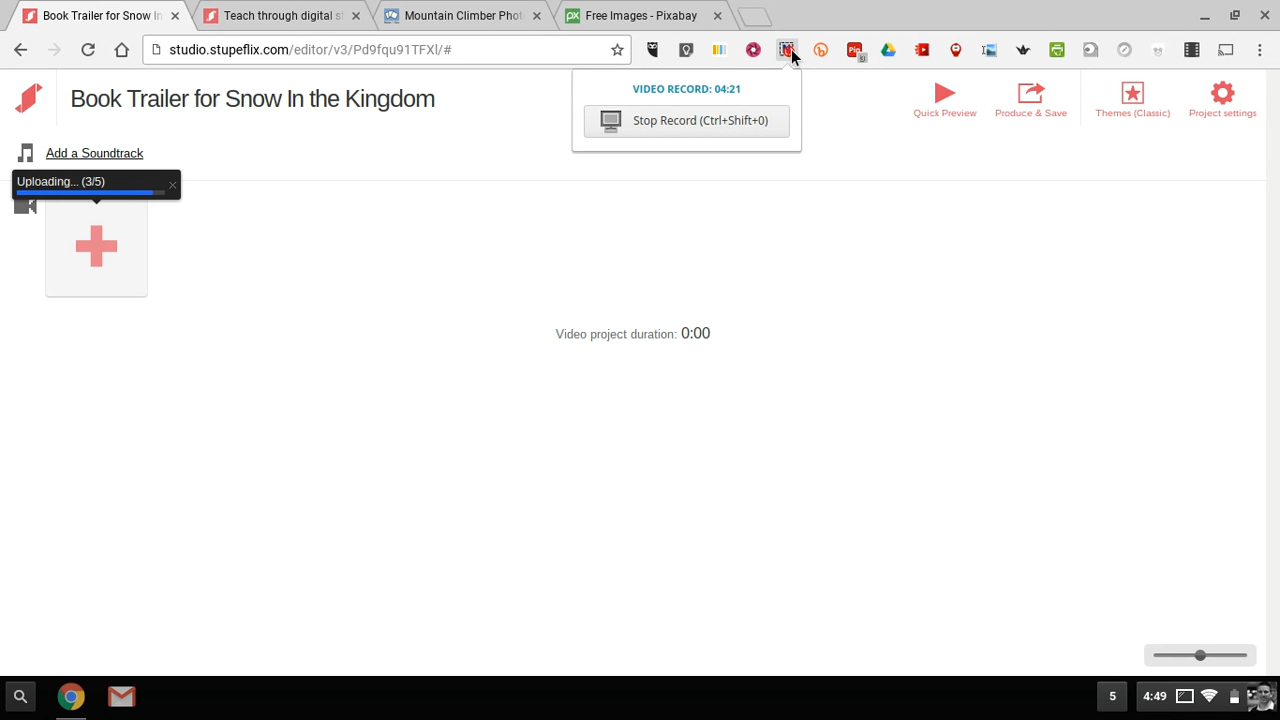 Book Trailer for Snow In
Teach through digital s
Mountain Climber Phot
Free Images - Pixabay
studio.stupeflix.com/editor/v3/Pd9fqu91TFXl/#
Book Trailer for Snow In the Kingdom
VIDEO RECORD: 04:21
Stop Record (Ctrl+Shift+0)
Quick Preview
Produce & Save
Themes (Classic)
Project settings
Add a Soundtrack
Uploading... (3/5)
Video project duration: 0:00
5
4:49